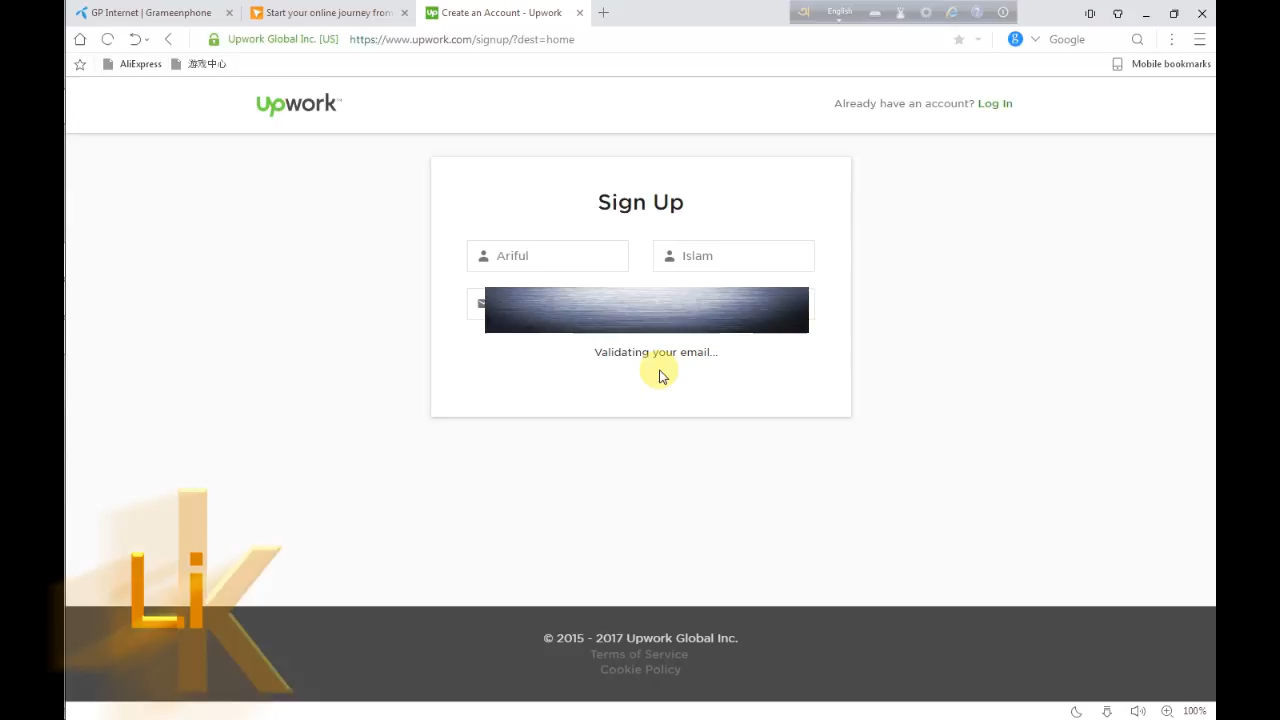 GP Internet | Grameenphone
Start your online journey from
Create an Account - Upwork
English
Upwork Global Inc. [US]
https://www.upwork.com/signup/?dest=home
Google
AliExpress
游戏中心
Mobile bookmarks
Upwork™
Already have an account? Log In
Sign Up
Ariful
Islam
Validating your email...
Li
© 2015 - 2017 Upwork Global Inc.
Terms of Service
Cookie Policy
100%